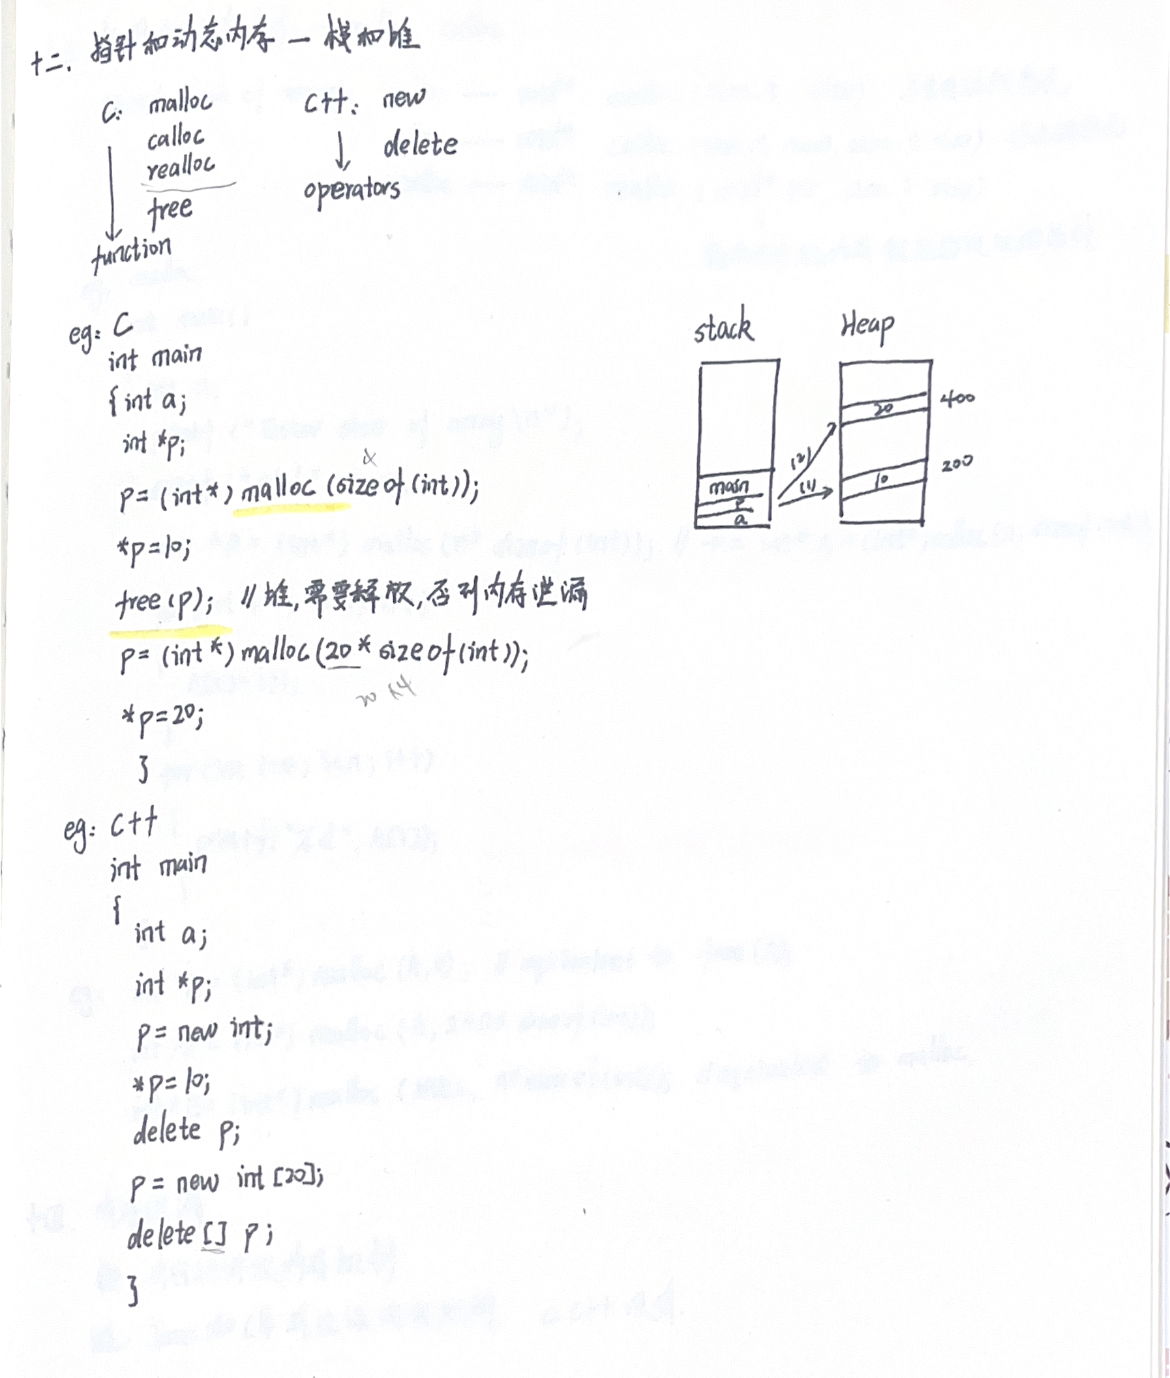 十二. 指针和动态内存 — 栈和堆
C: malloc
calloc
realloc
free
function
C++: new
delete
operators
eg: C
int main
{ int a;
int *p;
4
p = (int*) malloc (sizeof(int));
*p=10;
free(p); // 堆,需要释放,否则内存泄漏
p = (int*) malloc(20 * sizeof(int));
20 x4
*p=20;
}
stack
Heap
20
400
(2)
200
main
(1)
10
p
a
eg: C++
int main
{
int a;
int *p;
p = new int;
*p=10;
delete p;
p = new int [20];
delete [] p;
}